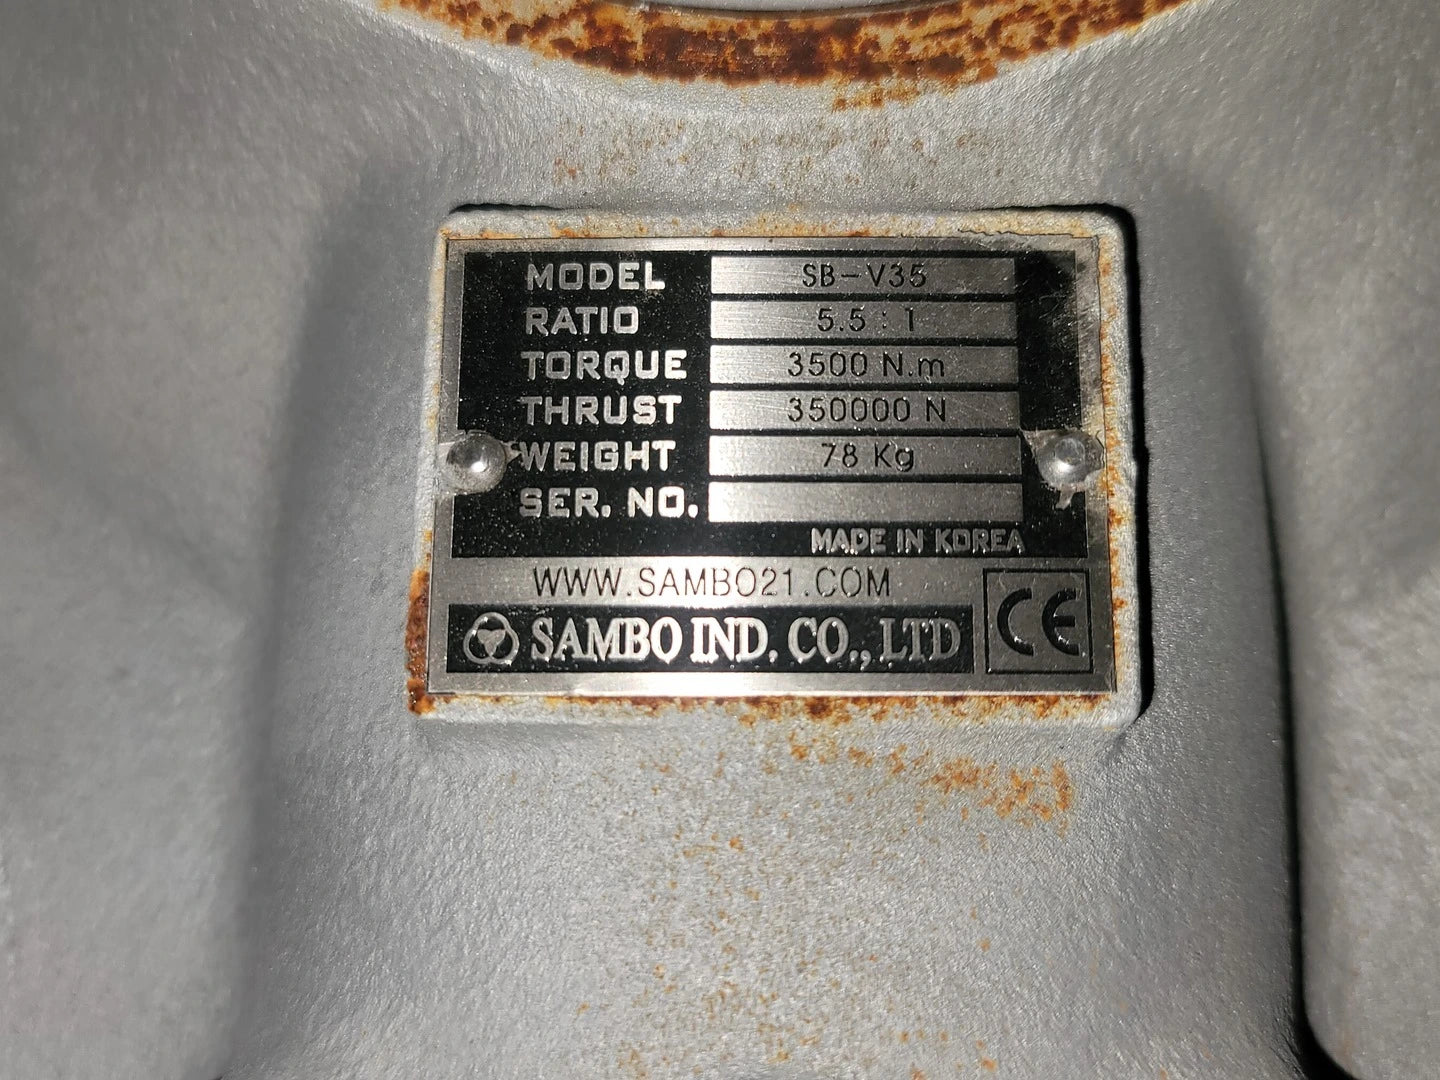 MODEL SB-V35
RATIO 5.5 : 1
TORQUE 3500 N.m
THRUST 350000 N
WEIGHT 78 Kg
SER. NO.
MADE IN KOREA
WWW.SAMBO21.COM
SAMBO IND. CO., LTD CE